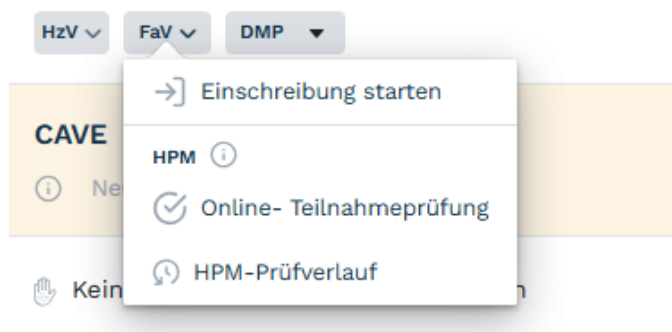 HzV FaV DMP
Einschreibung starten
CAVE
HPM
Online- Teilnahmeprüfung
HPM-Prüfverlauf
Kein